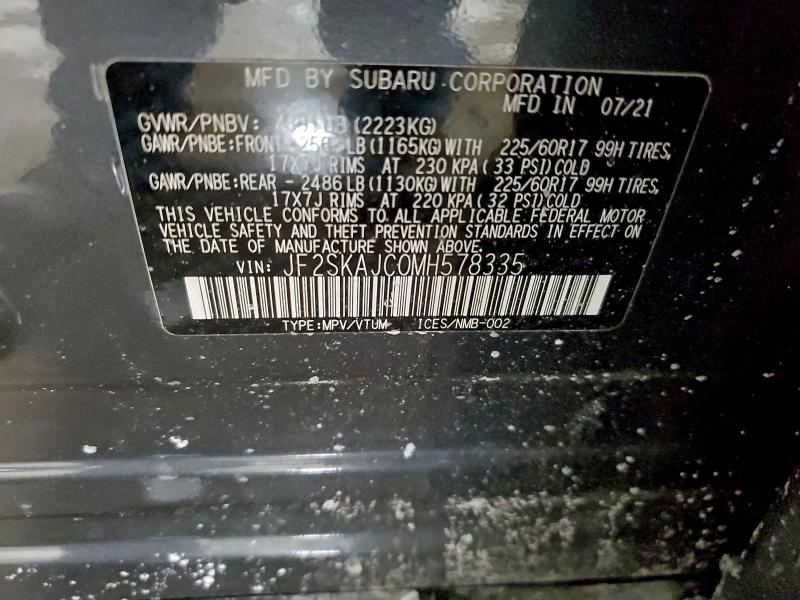 MFD BY SUBARU CORPORATION
MFD IN 07/21
GVWR/PNBV: LB (2223KG)
GAWR/PNBE:FRONT - LB (1165KG) WITH 225/60R17 99H TIRES,
17X7J RIMS AT 230 KPA (33 PSI) COLD
GAWR/PNBE:REAR - 2486 LB (1130KG) WITH 225/60R17 99H TIRES,
17X7J RIMS AT 220 KPA (32 PSI) COLD
THIS VEHICLE CONFORMS TO ALL APPLICABLE FEDERAL MOTOR
VEHICLE SAFETY AND THEFT PREVENTION STANDARDS IN EFFECT ON
THE DATE OF MANUFACTURE SHOWN ABOVE.
VIN: JF2SKAJC0MH578335
TYPE:MPV/VTUM ICES/NMB-002